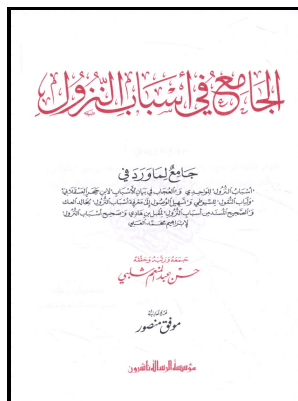 الجامع في أسباب النزول
جامع لما ورد في
«أسباب النزول» للواحدي و«العجاب في بيان الأسباب» لابن حجر العسقلاني
و«لباب النقول» للسيوطي و«تسهيل الوصول إلى معرفة أسباب النزول» لخالد العك
و«الصحيح المسند من أسباب النزول» لمقبل بن هادي و«صحيح أسباب النزول»
لإبراهيم محمد العلي
جمعه ورتبه وحققه
حسن عبد المنعم شلبي
موفق منصور
مؤسسة الرسالة ناشرون